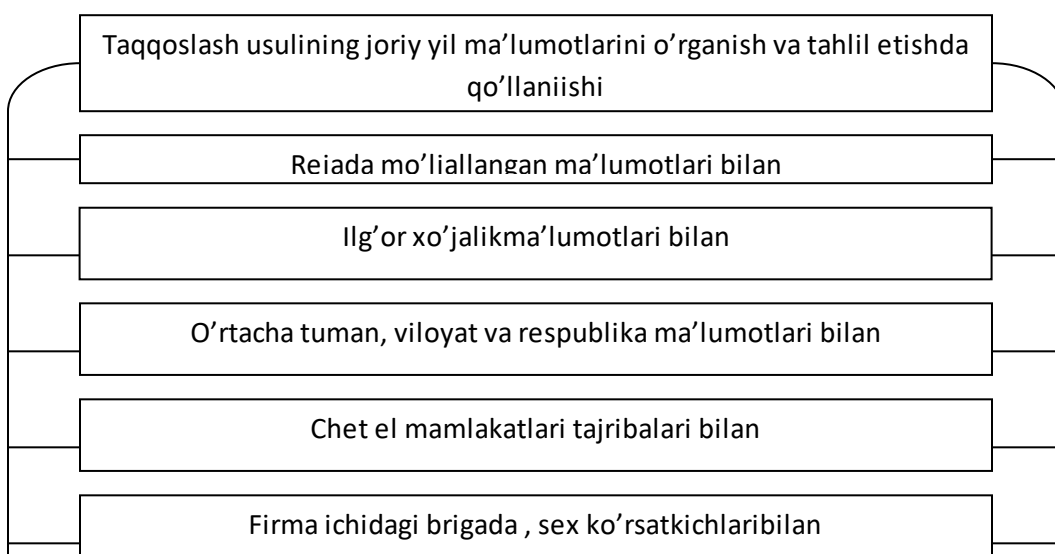 Taqqoslash usulining joriy yil ma’lumotlarini o’rganish va tahlil etishda
qo’llaniishi
Rejada mo’ljallangan ma’lumotlari bilan
Ilg’or xo’jalikma’lumotlari bilan
O’rtacha tuman, viloyat va respublika ma’lumotlari bilan
Chet el mamlakatlari tajribalari bilan
Firma ichidagi brigada , sex ko’rsatkichlaribilan